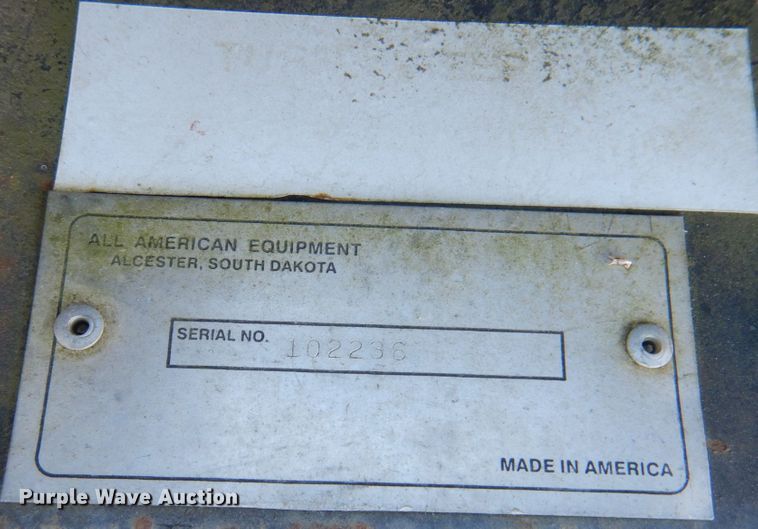 ALL AMERICAN EQUIPMENT
ALCESTER, SOUTH DAKOTA
SERIAL NO. 102236
MADE IN AMERICA
Purple Wave Auction